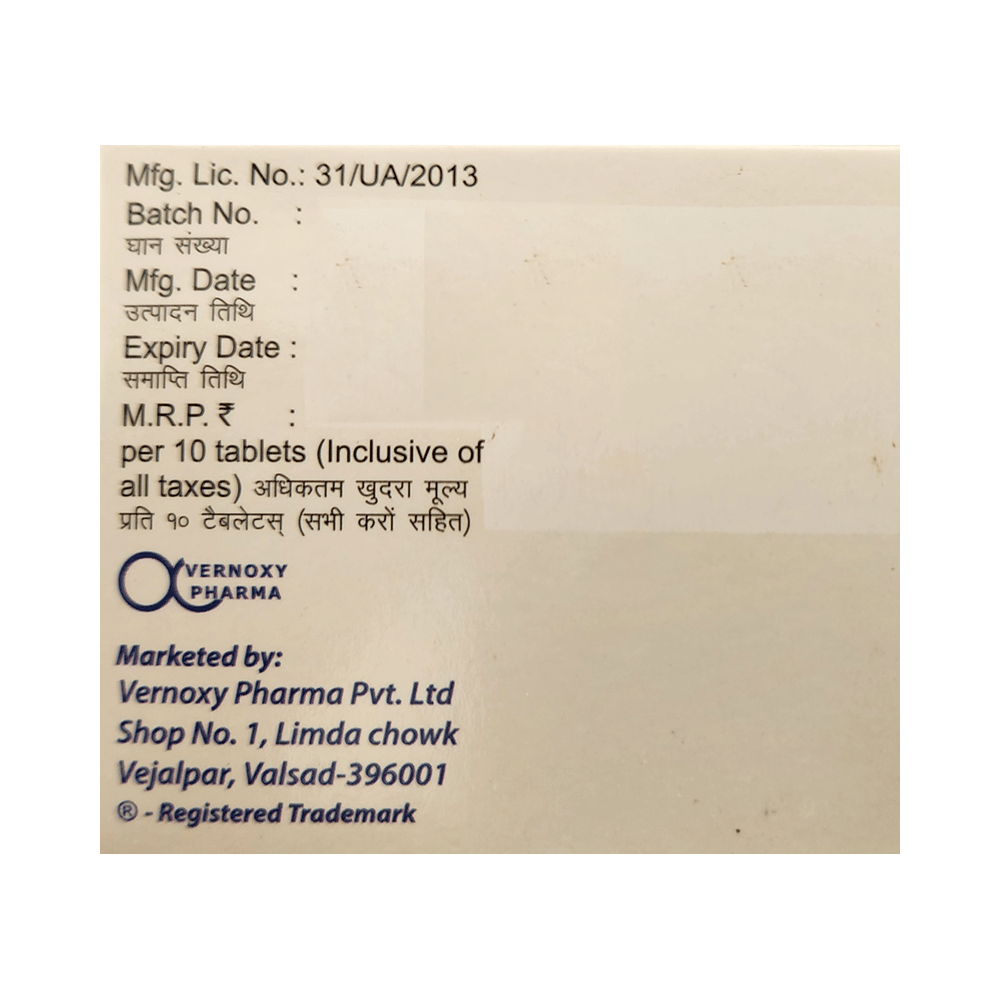 Mfg. Lic. No.: 31/UA/2013
Batch No. :
घान संख्या
Mfg. Date :
उत्पादन तिथि
Expiry Date :
समाप्ति तिथि
M.R.P. ₹ :
per 10 tablets (Inclusive of
all taxes) अधिकतम खुदरा मूल्य
प्रति १० टैबलेटस् (सभी करों सहित)
VERNOXY
PHARMA
Marketed by:
Vernoxy Pharma Pvt. Ltd
Shop No. 1, Limda chowk
Vejalpar, Valsad-396001
® - Registered Trademark